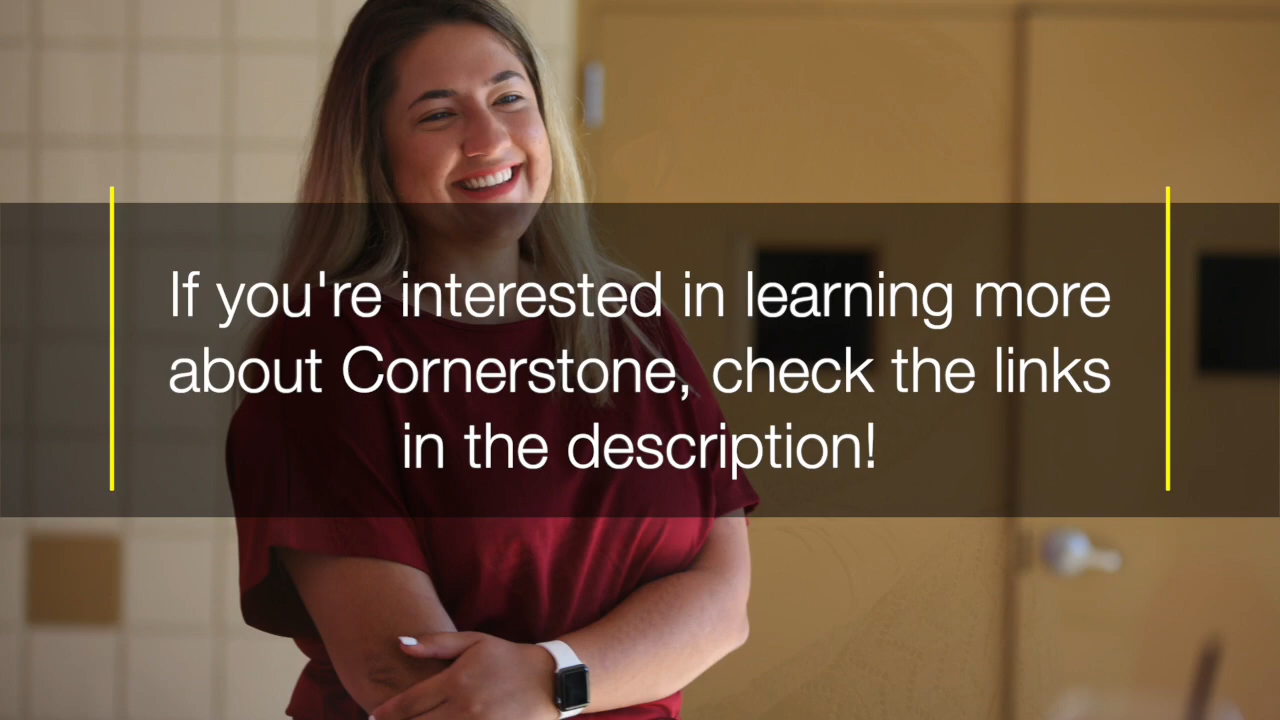 If you're interested in learning more
about Cornerstone, check the links
in the description!